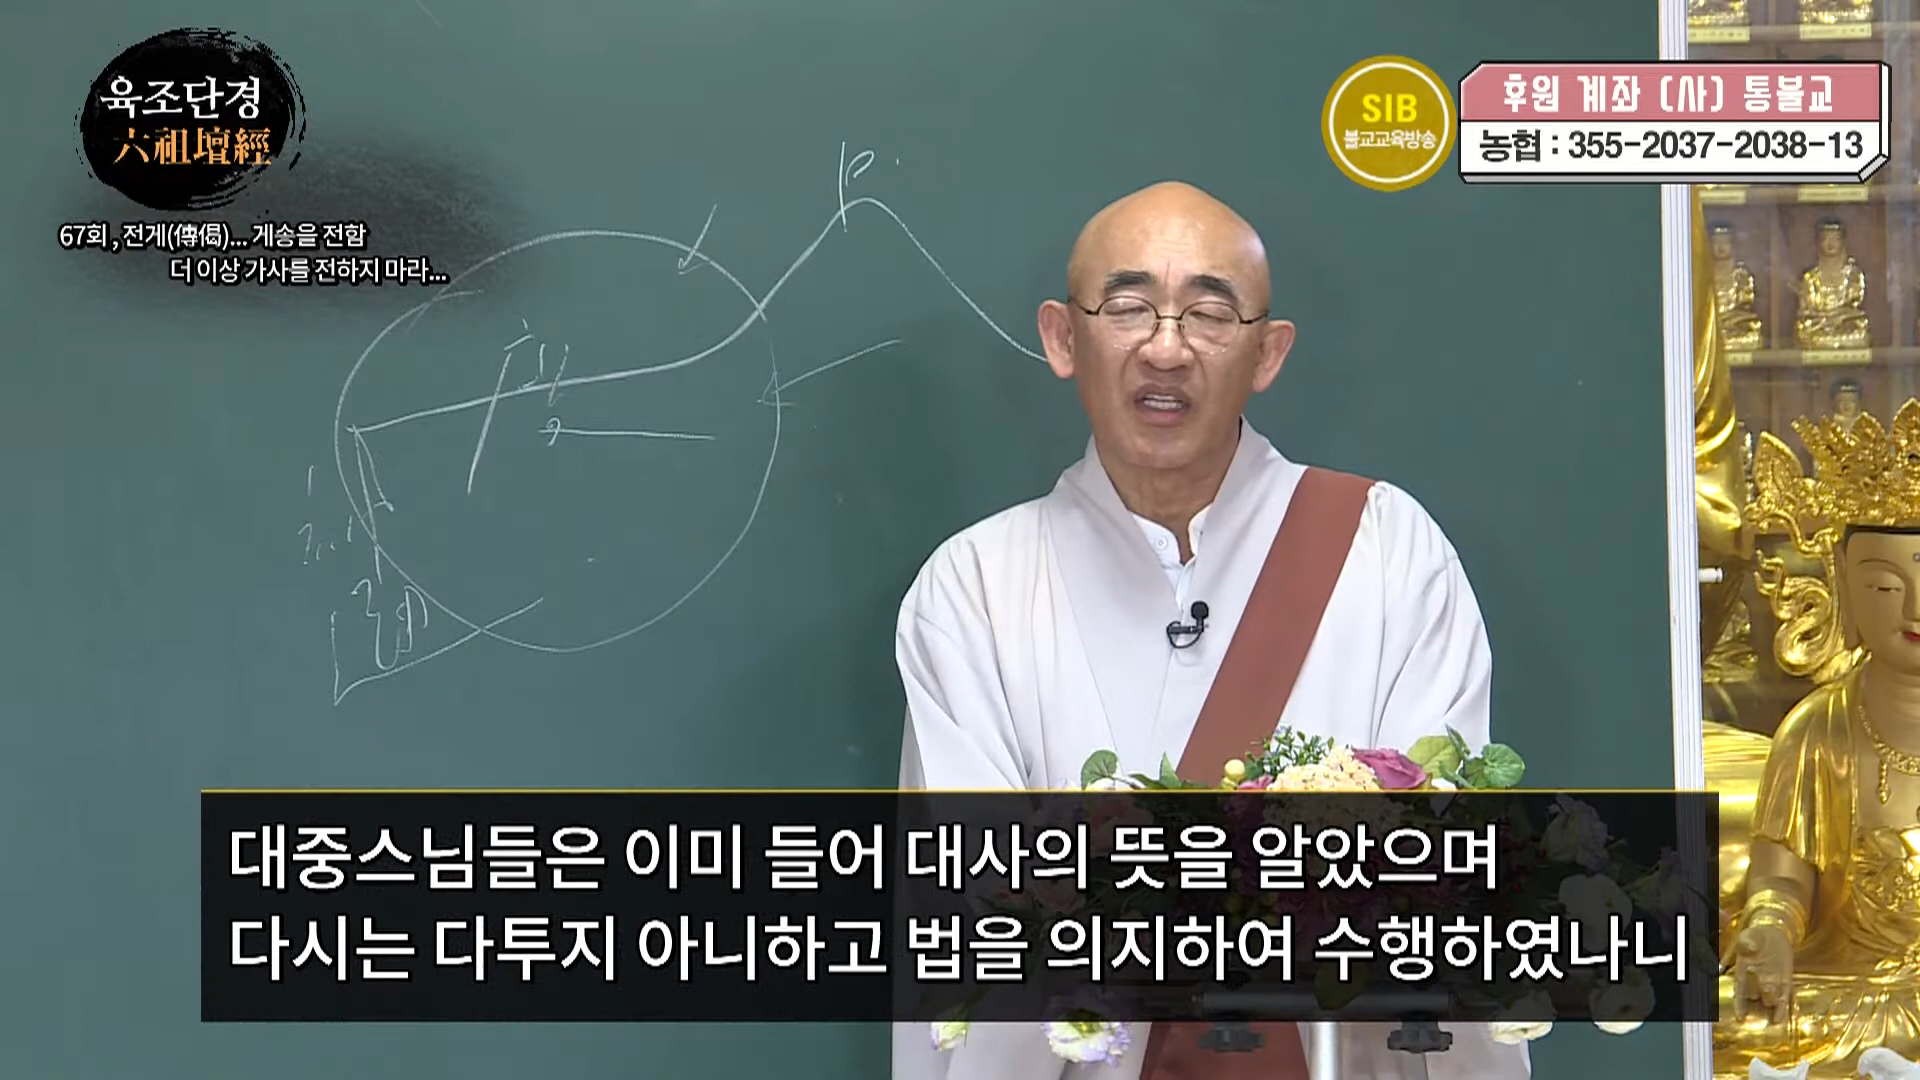 육조단경
六祖壇經
67회, 전게(傳偈)... 게송을 전함
더 이상 가사를 전하지 마라...
SIB
불교교육방송
후원 계좌 (사) 통불교
농협 : 355-2037-2038-13
대중스님들은 이미 들어 대사의 뜻을 알았으며
다시는 다투지 아니하고 법을 의지하여 수행하였나니